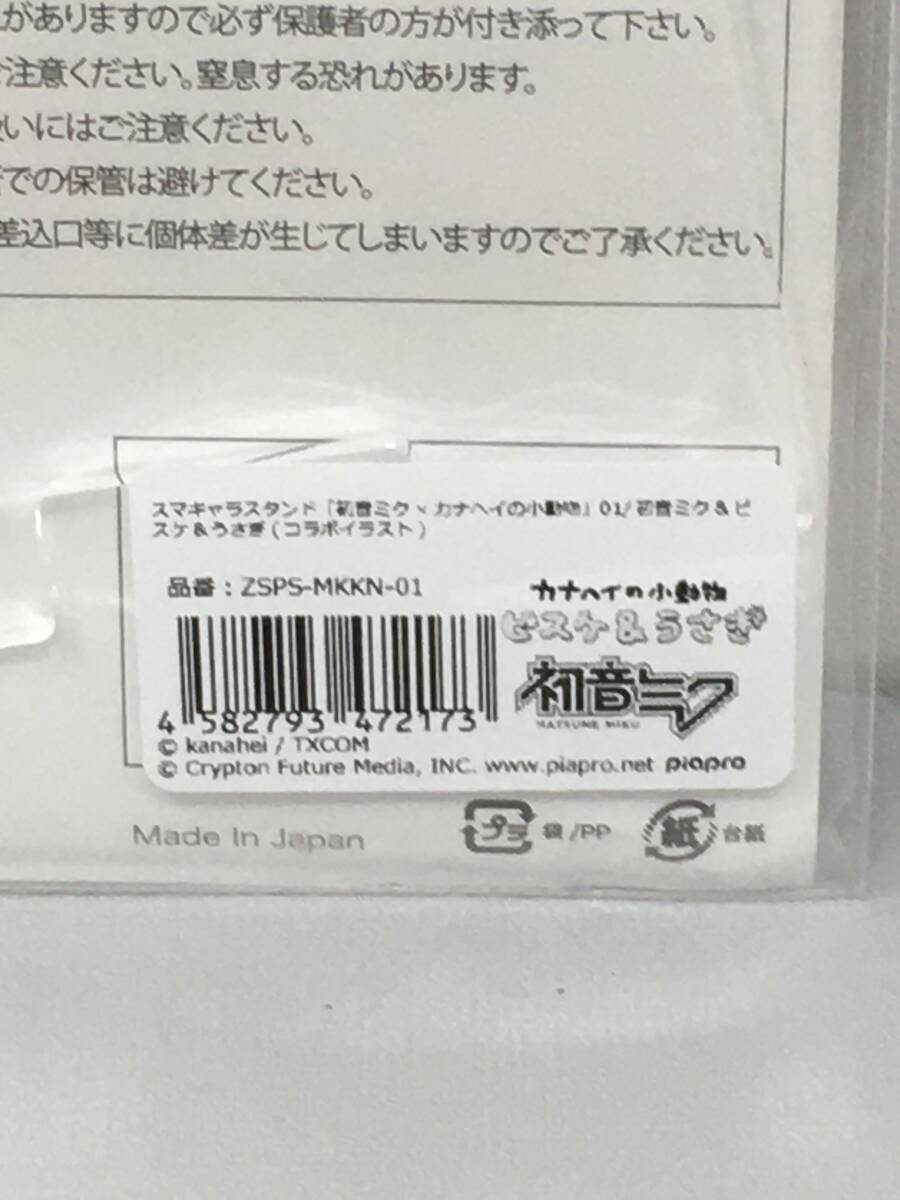 がありますので必ず保護者の方が付き添って下さい。
ご注意ください。窒息する恐れがあります。
扱いにはご注意ください。
での保管は避けてください。
差込口等に個体差が生じてしまいますのでご了承ください。
スマキャラスタンド「初音ミク×カナヘイの小動物」01/初音ミク&ピ
スケ&うさぎ(コラボイラスト)
品番:ZSPS-MKKN-01
カナヘイの小動物
ピスケ&うさぎ
初音ミク
HATSUNE MIKU
4 582793 472173
© kanahei / TXCOM
© Crypton Future Media, INC. www.piapro.net piapro
Made In Japan
プラ 袋/PP 紙 台紙